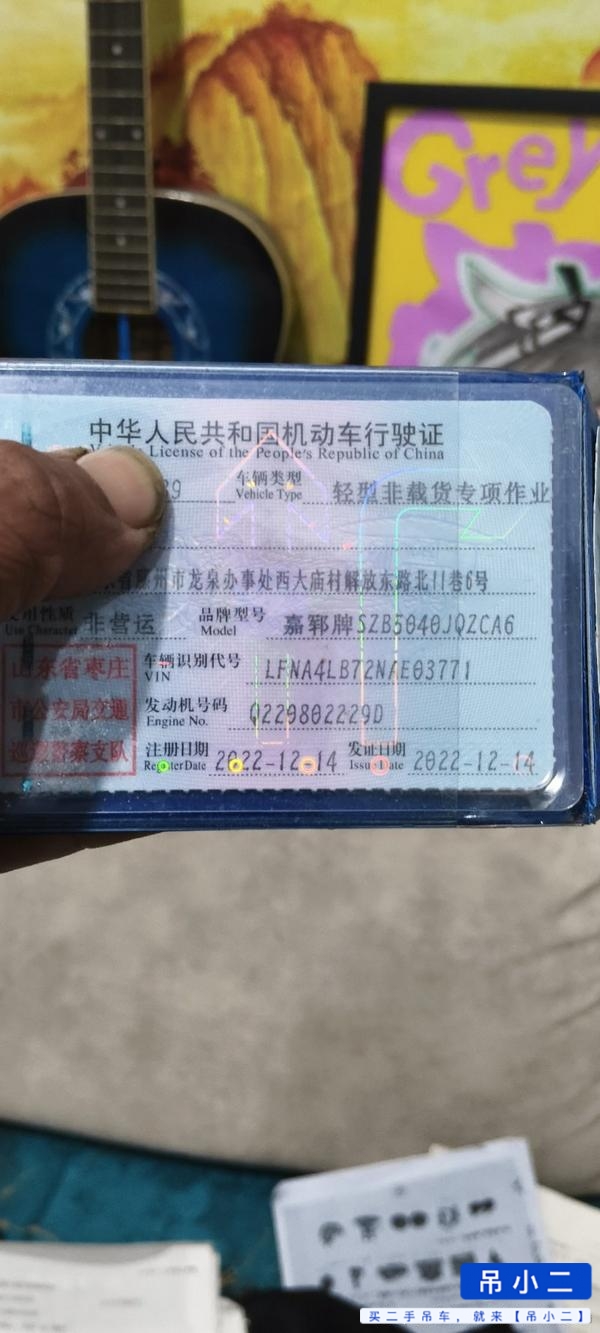 Grey
中华人民共和国机动车行驶证
License of the People's Republic of China
39 车辆类型 轻型非载货专项作业
Vehicle Type
省滕州市龙泉办事处西大庙村解放东路北11巷6号
使用性质 非营运 品牌型号 嘉郓牌SZB5040JQZCA6
Use Character Model
山东省枣庄
市公安局交通
巡逻警察支队
车辆识别代号 LFNA4LB72NAE03771
VIN
发动机号码 Q229802229D
Engine No.
注册日期 2022-12-14 发证日期 2022-12-14
Register Date Issue Date
吊小二
买二手吊车，就来【吊小二】